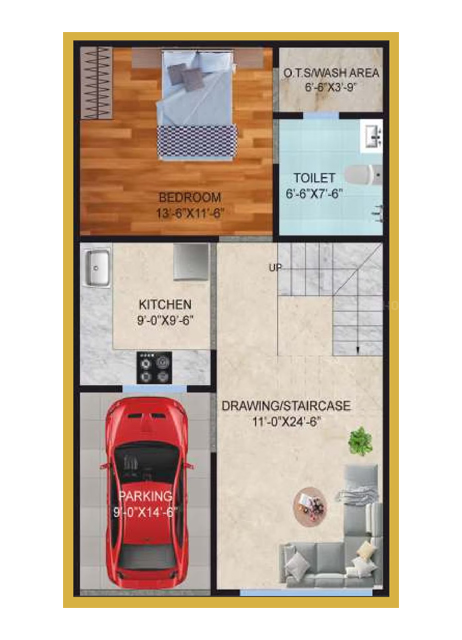 O.T.S/WASH AREA
6'-6"X3'-9"
BEDROOM
13'-6"X11'-6"
TOILET
6'-6"X7'-6"
UP
KITCHEN
9'-0"X9'-6"
DRAWING/STAIRCASE
11'-0"X24'-6"
PARKING
9'-0"X14'-6"